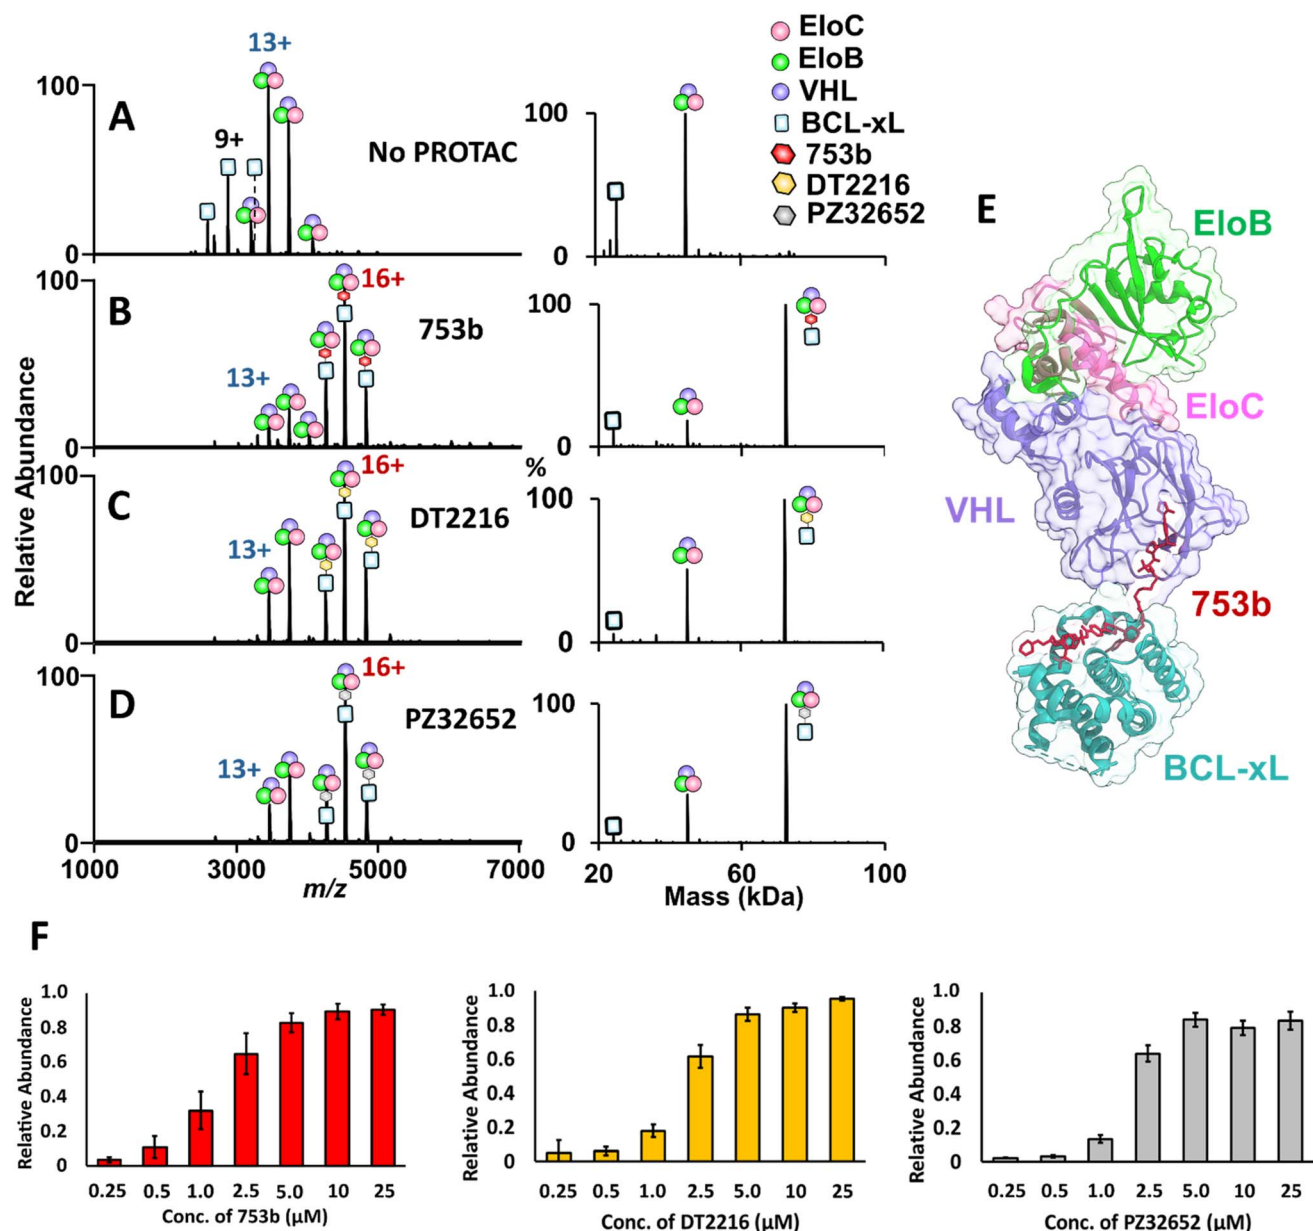 EloC
EloB
VHL
BCL-xL
753b
DT2216
PZ32652
A
100
0
9+
13+
No PROTAC
100
0
B
100
0
13+
16+
753b
100
0
C
100
0
13+
16+
DT2216
%
100
0
D
100
0
13+
16+
PZ32652
100
0
Relative Abundance
1000 3000 5000 7000
m/z
20 60 100
Mass (kDa)
E
EloB
EloC
VHL
753b
BCL-xL
F
Relative Abundance
1.0
0.8
0.6
0.4
0.2
0
0.25 0.5 1.0 2.5 5.0 10 25
Conc. of 753b (µM)
Relative Abundance
1.0
0.8
0.6
0.4
0.2
0
0.25 0.5 1.0 2.5 5.0 10 25
Conc. of DT2216 (µM)
Relative Abundance
1.0
0.8
0.6
0.4
0.2
0
0.25 0.5 1.0 2.5 5.0 10 25
Conc. of PZ32652 (µM)